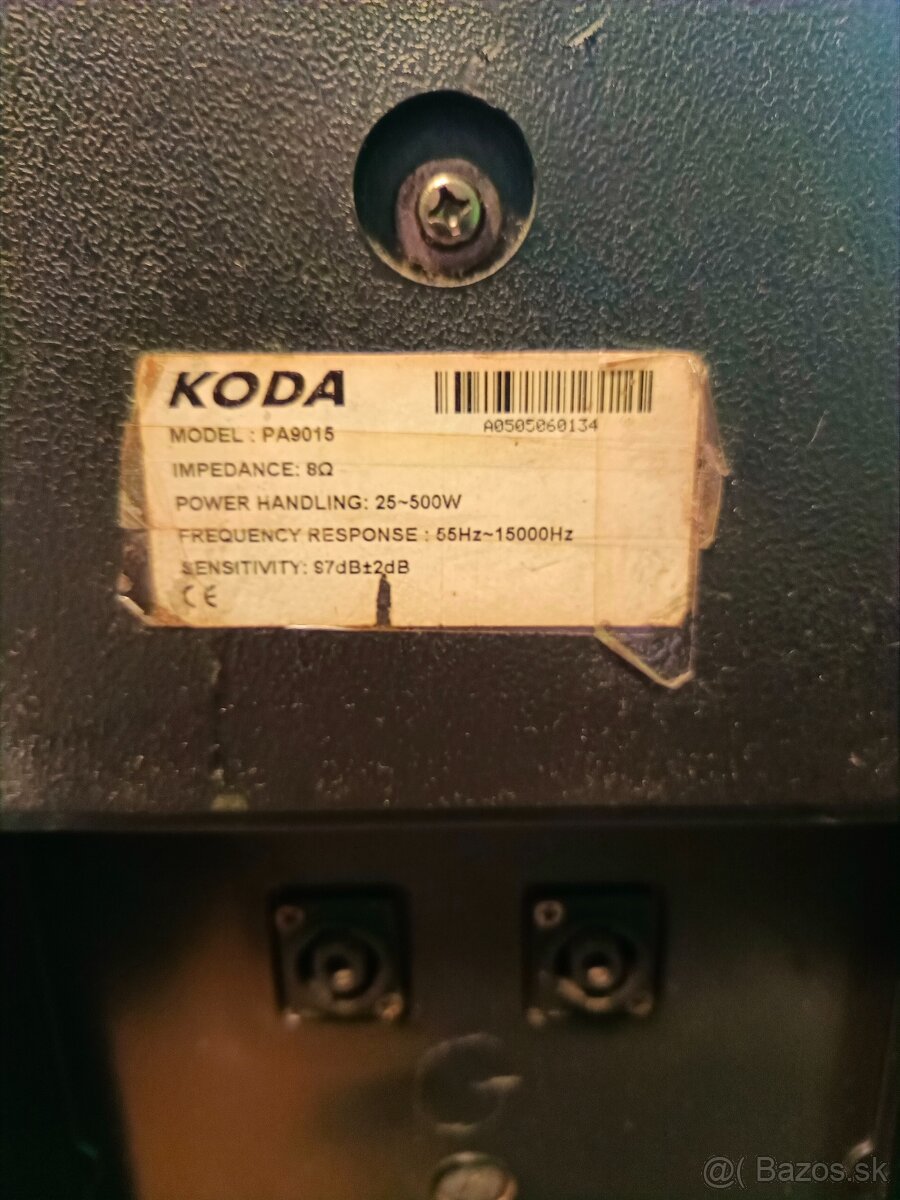 KODA
A0505060134
MODEL : PA9015
IMPEDANCE: 8Ω
POWER HANDLING: 25~500W
FREQUENCY RESPONSE : 55Hz~15000Hz
SENSITIVITY: 97dB±2dB
CE
@( Bazos.sk